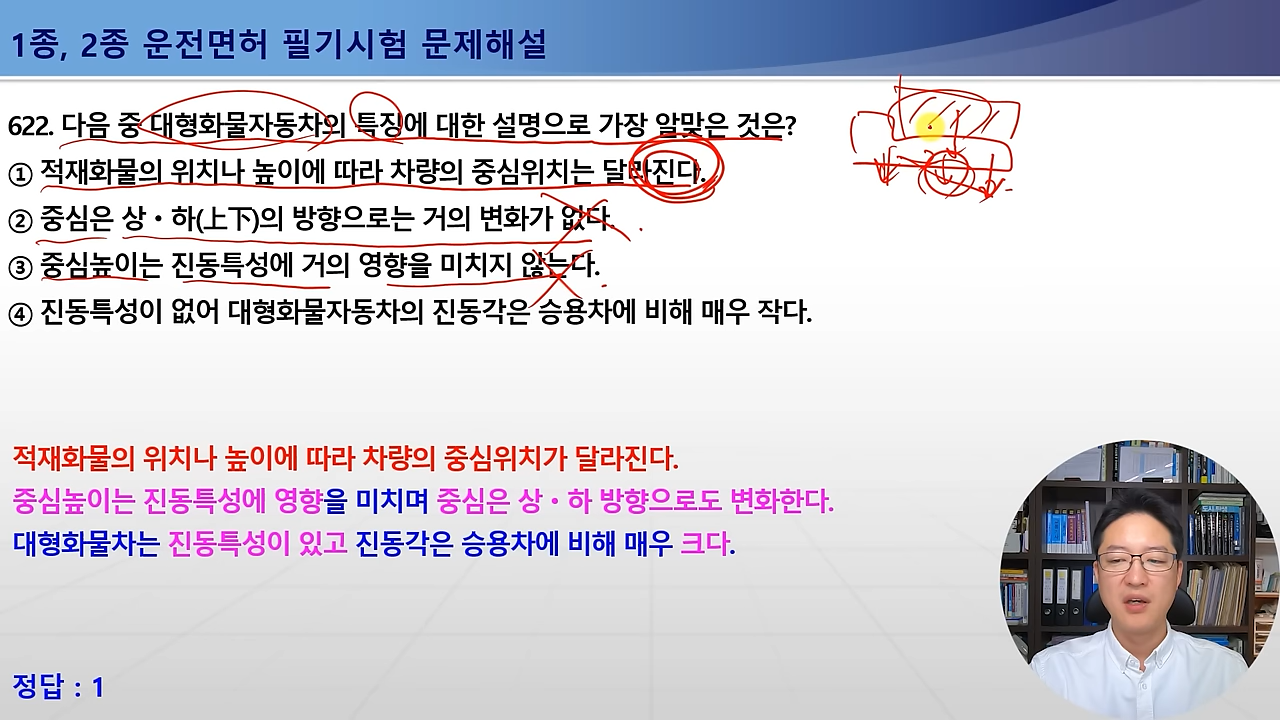 1종, 2종 운전면허 필기시험 문제해설
622. 다음 중 대형화물자동차의 특징에 대한 설명으로 가장 알맞은 것은?
① 적재화물의 위치나 높이에 따라 차량의 중심위치는 달라진다.
② 중심은 상·하(上下)의 방향으로는 거의 변화가 없다.
③ 중심높이는 진동특성에 거의 영향을 미치지 않는다.
④ 진동특성이 없어 대형화물자동차의 진동각은 승용차에 비해 매우 작다.
적재화물의 위치나 높이에 따라 차량의 중심위치가 달라진다.
중심높이는 진동특성에 영향을 미치며 중심은 상·하 방향으로도 변화한다.
대형화물차는 진동특성이 있고 진동각은 승용차에 비해 매우 크다.
정답 : 1